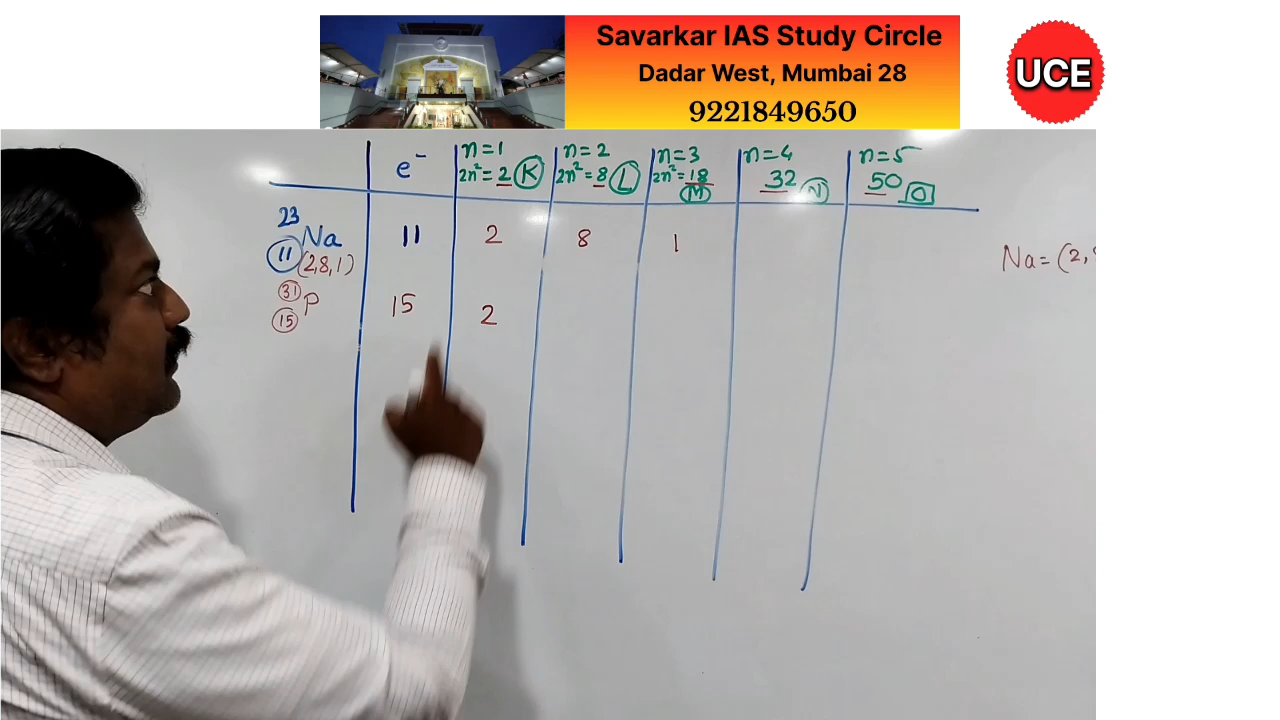 Savarkar IAS Study Circle
Dadar West, Mumbai 28
9221849650
UCE
e⁻
n=1
2n²=2 K
n=2
2n²=8 L
n=3
2n²=18
M
n=4
32 N
n=5
50 O
23
Na 11 2 8 1
11 (2,8,1)
31
P 15 2
15
Na=(2,